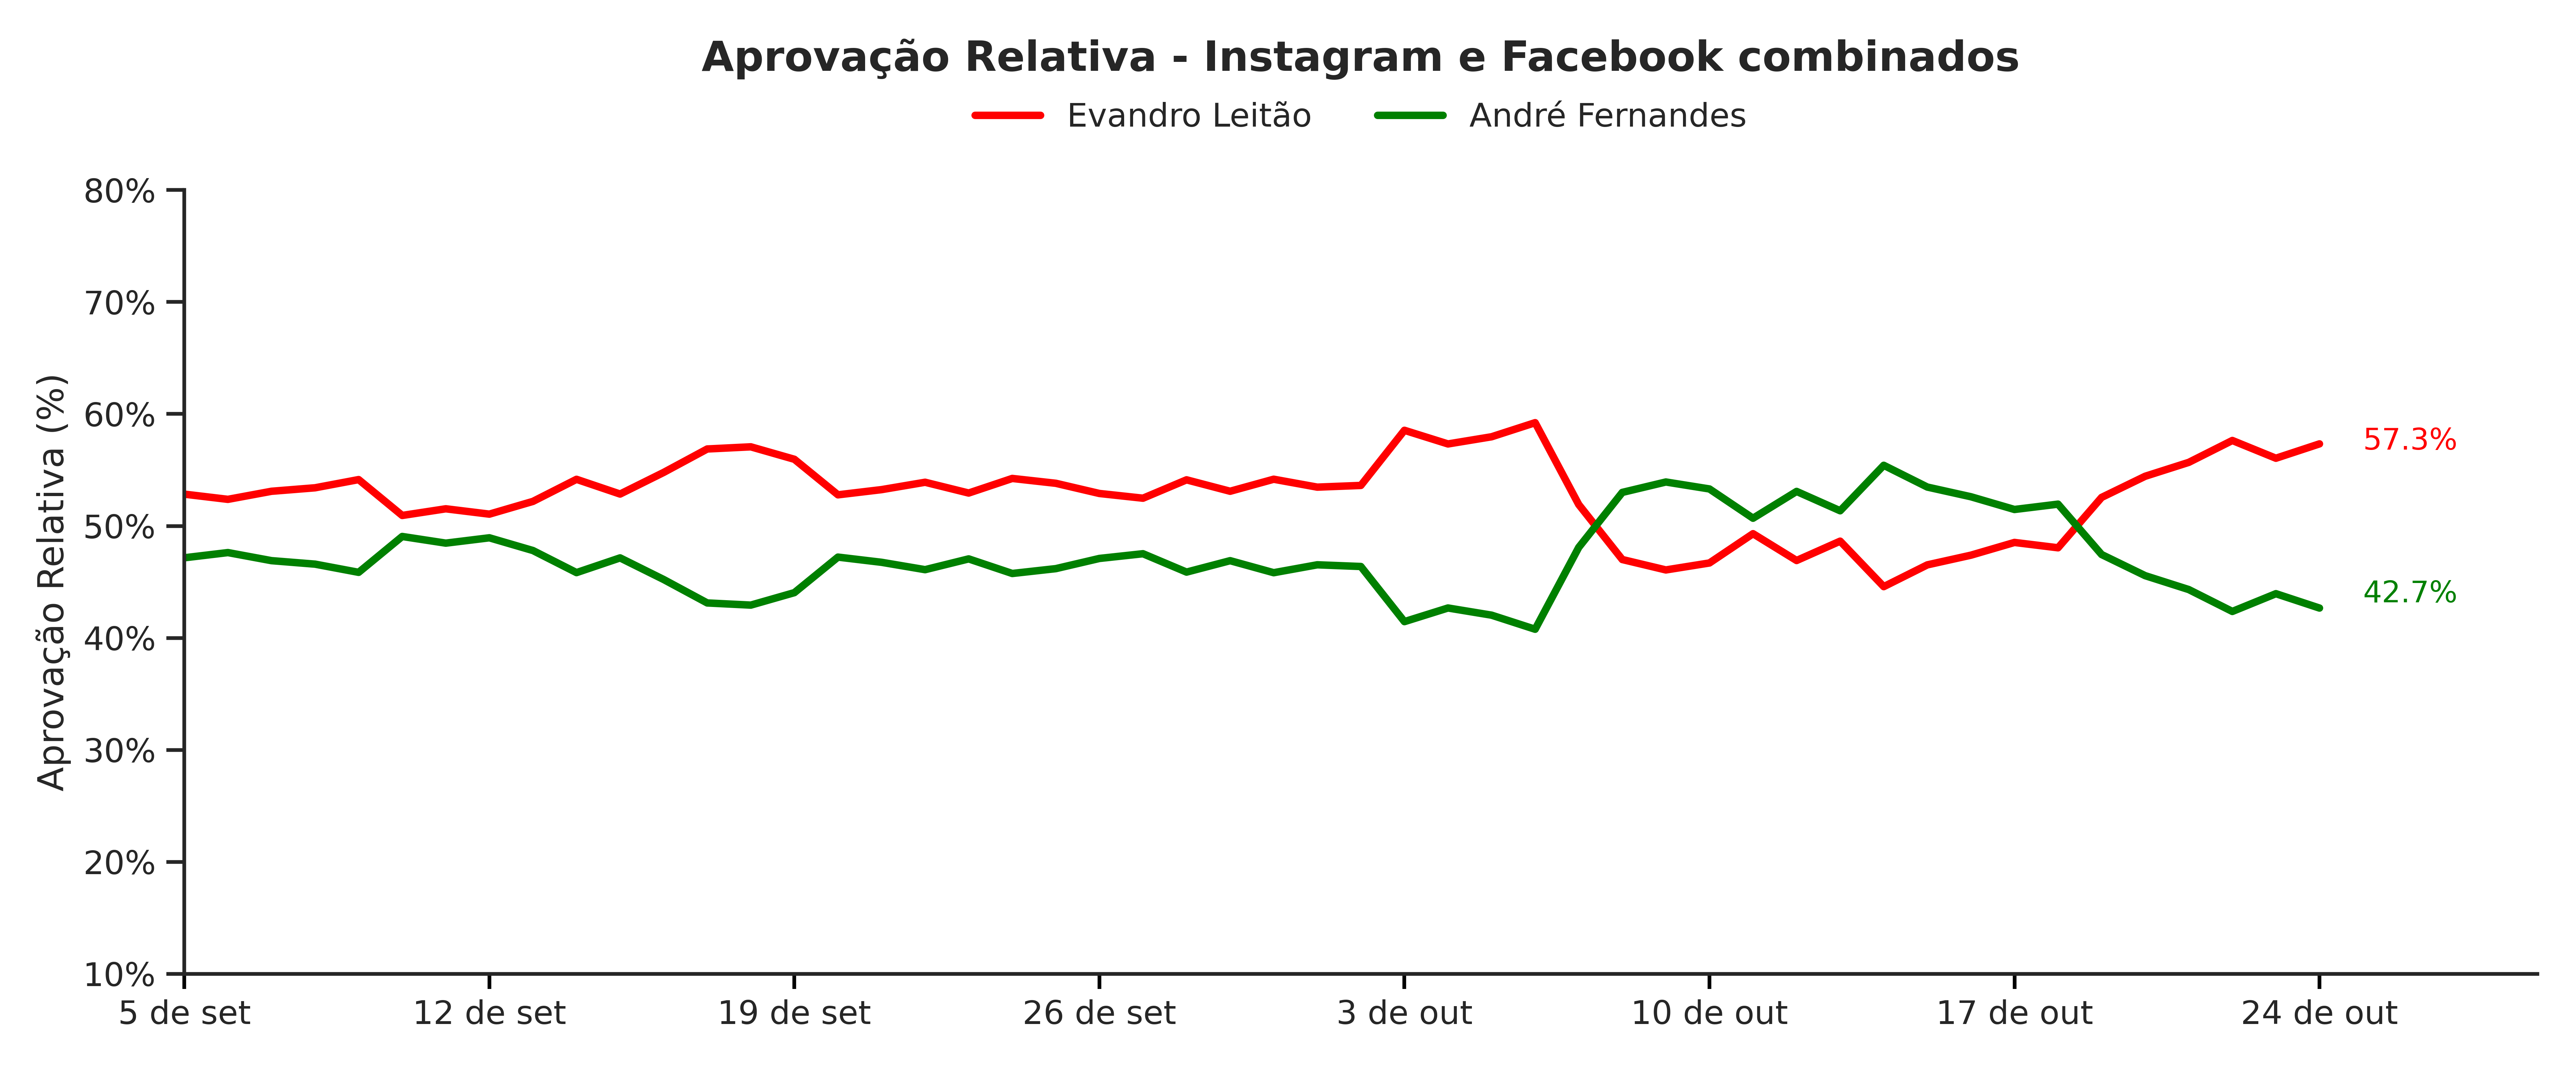 Aprovação Relativa - Instagram e Facebook combinados
Evandro Leitão
André Fernandes
Aprovação Relativa (%)
80%
70%
60%
50%
40%
30%
20%
10%
57.3%
42.7%
5 de set
12 de set
19 de set
26 de set
3 de out
10 de out
17 de out
24 de out